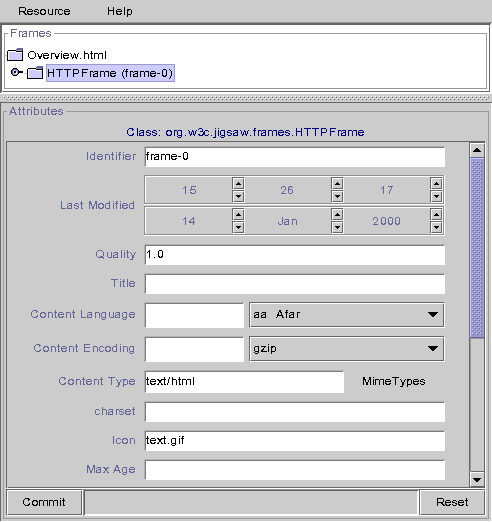 Resource Help
Frames
Overview.html
HTTPFrame (frame-0)
Attributes
Class: org.w3c.jigsaw.frames.HTTPFrame
Identifier frame-0
15 26 17
Last Modified
14 Jan 2000
Quality 1.0
Title
Content Language aa Afar
Content Encoding gzip
Content Type text/html MimeTypes
charset
Icon text.gif
Max Age
Commit Reset